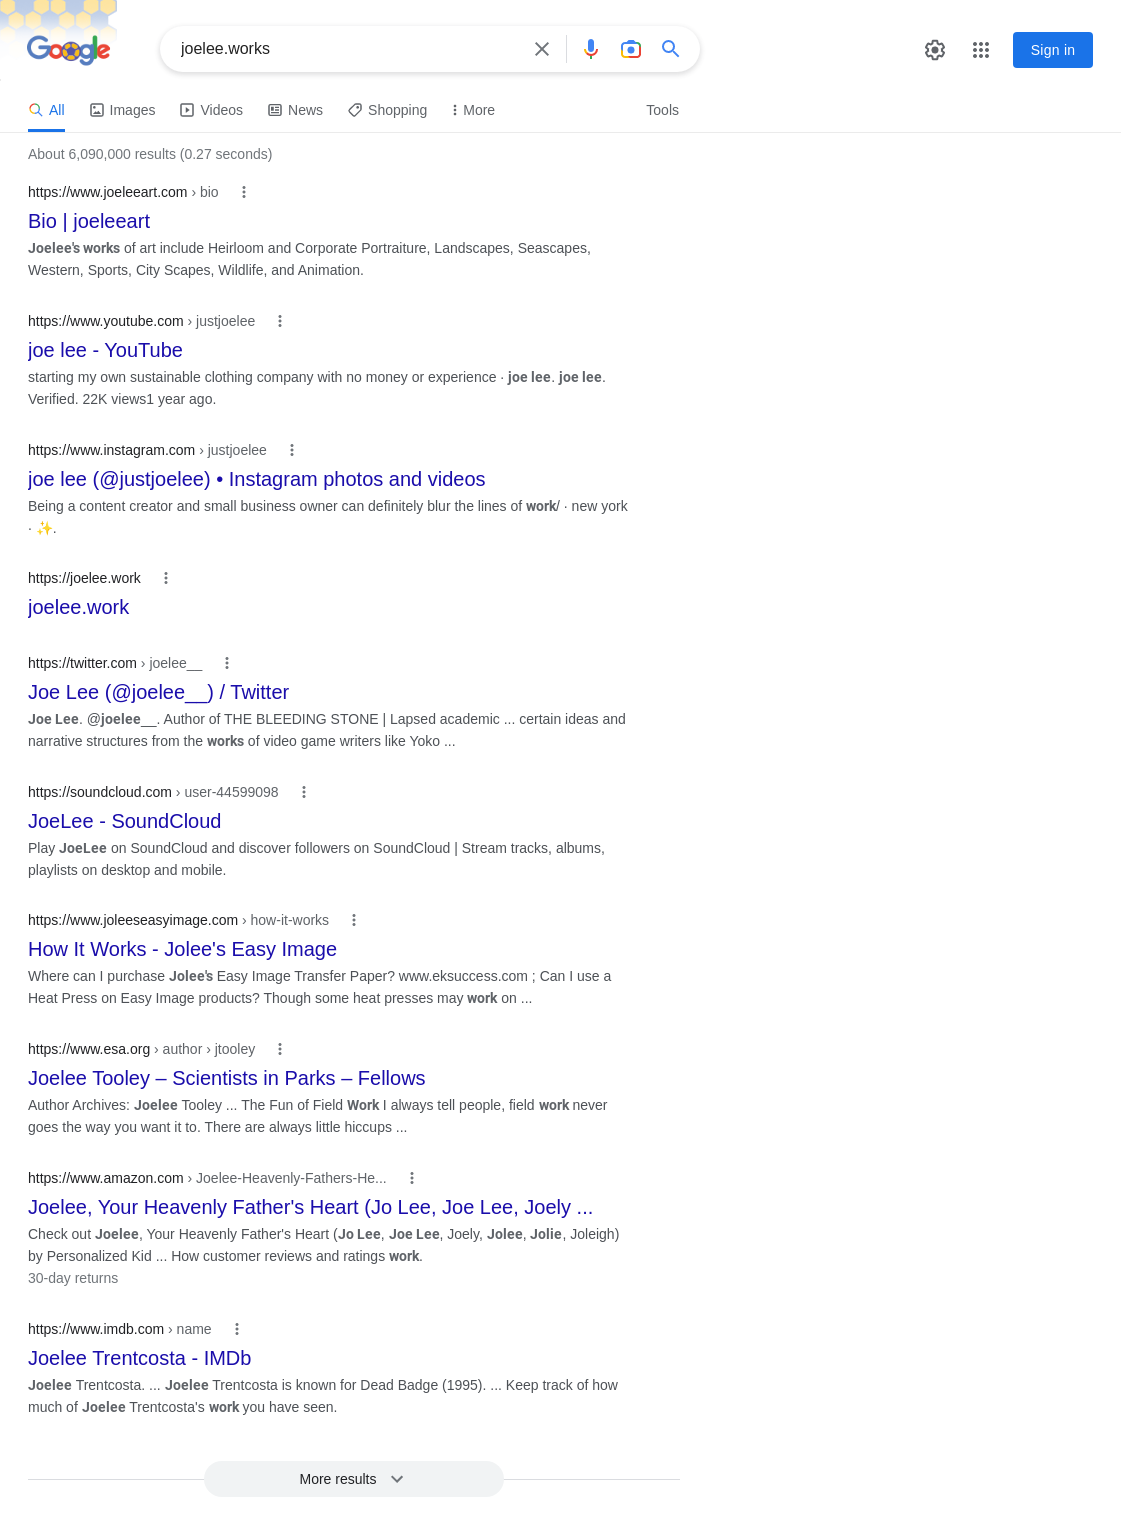 Google
joelee.works
Sign in
All
Images
Videos
News
Shopping
More
Tools
About 6,090,000 results (0.27 seconds)
https://www.joeleeart.com › bio
Bio | joeleeart
Joelee's works of art include Heirloom and Corporate Portraiture, Landscapes, Seascapes,
Western, Sports, City Scapes, Wildlife, and Animation.
https://www.youtube.com › justjoelee
joe lee - YouTube
starting my own sustainable clothing company with no money or experience · joe lee. joe lee.
Verified. 22K views1 year ago.
https://www.instagram.com › justjoelee
joe lee (@justjoelee) • Instagram photos and videos
Being a content creator and small business owner can definitely blur the lines of work/ · new york
· ✨.
https://joelee.work
joelee.work
https://twitter.com › joelee__
Joe Lee (@joelee__) / Twitter
Joe Lee. @joelee__. Author of THE BLEEDING STONE | Lapsed academic ... certain ideas and
narrative structures from the works of video game writers like Yoko ...
https://soundcloud.com › user-44599098
JoeLee - SoundCloud
Play JoeLee on SoundCloud and discover followers on SoundCloud | Stream tracks, albums,
playlists on desktop and mobile.
https://www.joleeseasyimage.com › how-it-works
How It Works - Jolee's Easy Image
Where can I purchase Jolee's Easy Image Transfer Paper? www.eksuccess.com ; Can I use a
Heat Press on Easy Image products? Though some heat presses may work on ...
https://www.esa.org › author › jtooley
Joelee Tooley – Scientists in Parks – Fellows
Author Archives: Joelee Tooley ... The Fun of Field Work I always tell people, field work never
goes the way you want it to. There are always little hiccups ...
https://www.amazon.com › Joelee-Heavenly-Fathers-He...
Joelee, Your Heavenly Father's Heart (Jo Lee, Joe Lee, Joely ...
Check out Joelee, Your Heavenly Father's Heart (Jo Lee, Joe Lee, Joely, Jolee, Jolie, Joleigh)
by Personalized Kid ... How customer reviews and ratings work.
30-day returns
https://www.imdb.com › name
Joelee Trentcosta - IMDb
Joelee Trentcosta. ... Joelee Trentcosta is known for Dead Badge (1995). ... Keep track of how
much of Joelee Trentcosta's work you have seen.
More results